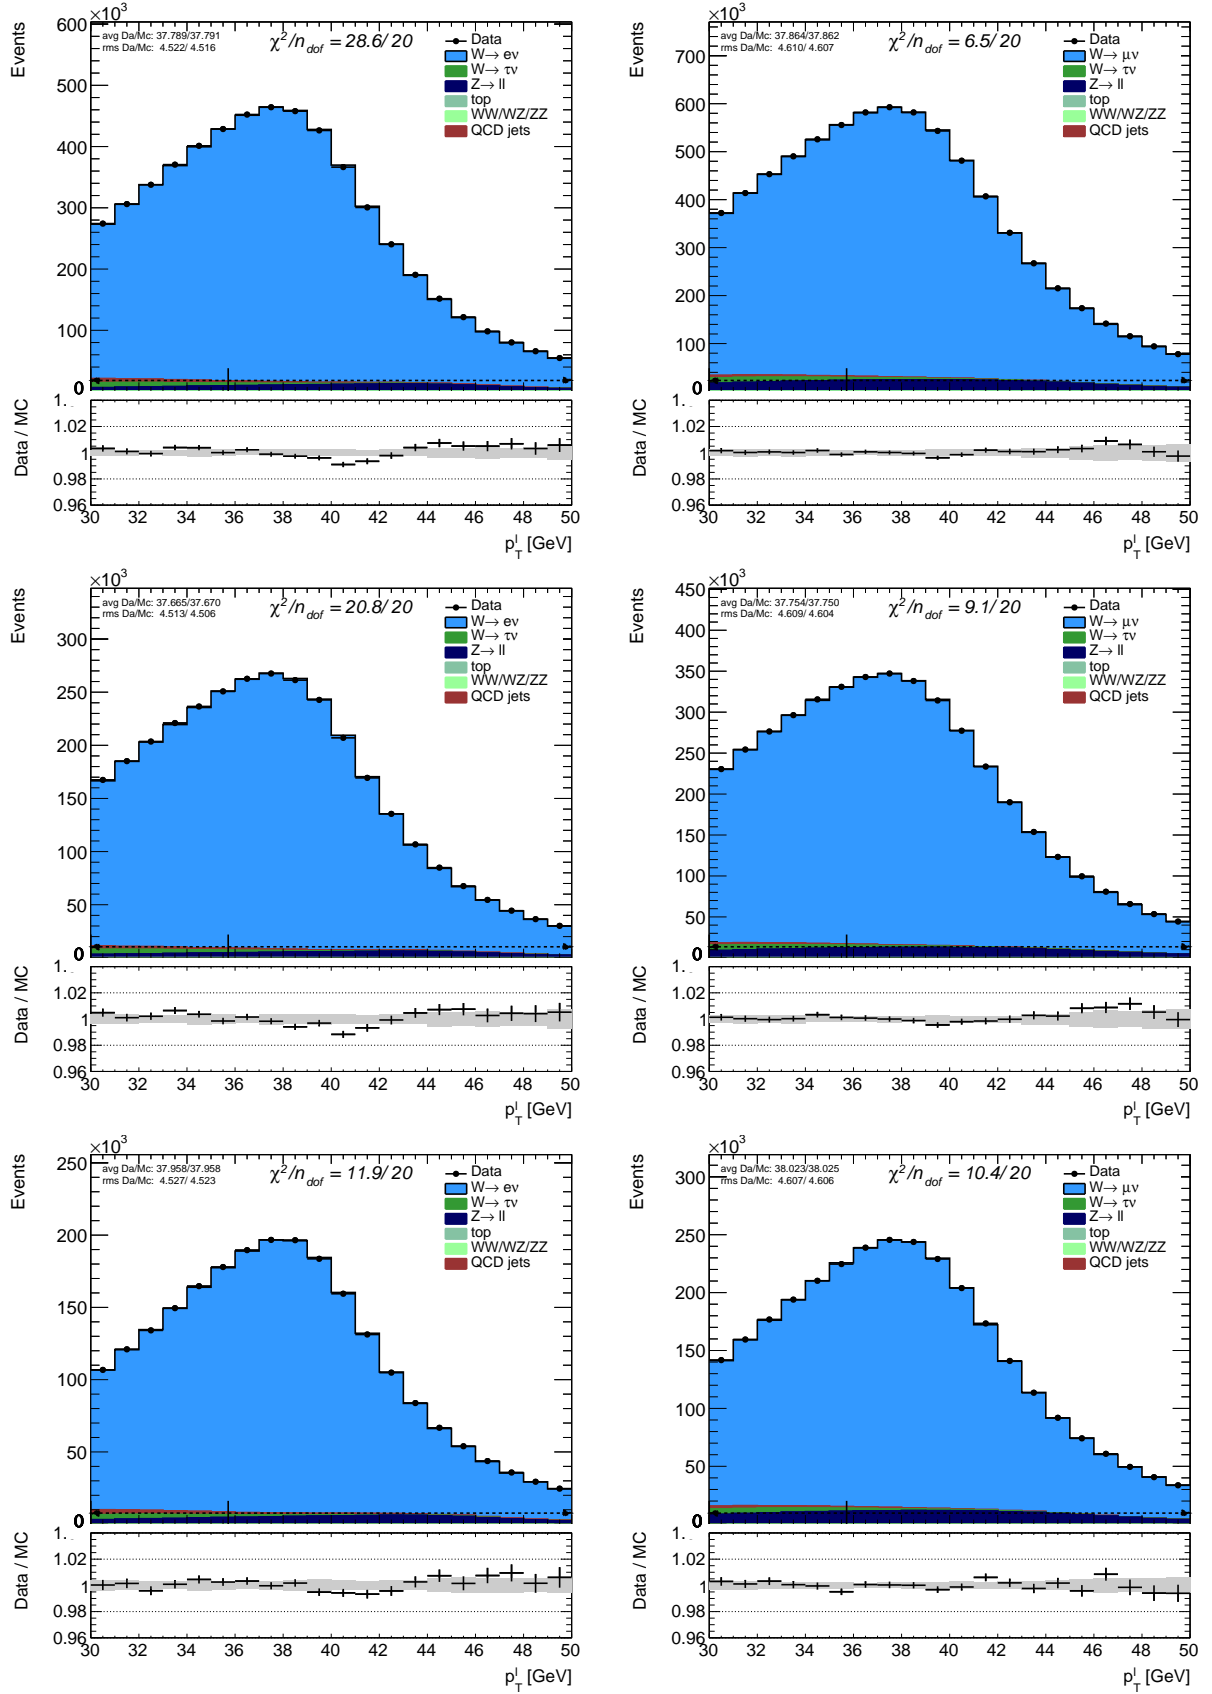 ×10³
Events
600
500
400
300
200
100
0
avg Da/Mc: 37.789/37.791
rms Da/Mc: 4.522/ 4.516
χ²/n_dof = 28.6/ 20
Data
W→ eν
W→ τν
Z→ ll
top
WW/WZ/ZZ
QCD jets
Data / MC
1.
1.02
1
0.98
0.96
30 32 34 36 38 40 42 44 46 48 50
p_T^l [GeV]
×10³
Events
700
600
500
400
300
200
100
0
avg Da/Mc: 37.864/37.862
rms Da/Mc: 4.610/ 4.607
χ²/n_dof = 6.5/ 20
Data
W→ μν
W→ τν
Z→ ll
top
WW/WZ/ZZ
QCD jets
Data / MC
1.
1.02
1
0.98
0.96
30 32 34 36 38 40 42 44 46 48 50
p_T^l [GeV]
×10³
Events
300
250
200
150
100
50
0
avg Da/Mc: 37.665/37.670
rms Da/Mc: 4.513/ 4.506
χ²/n_dof = 20.8/ 20
Data
W→ eν
W→ τν
Z→ ll
top
WW/WZ/ZZ
QCD jets
Data / MC
1.
1.02
1
0.98
0.96
30 32 34 36 38 40 42 44 46 48 50
p_T^l [GeV]
×10³
Events
450
400
350
300
250
200
150
100
50
0
avg Da/Mc: 37.754/37.750
rms Da/Mc: 4.609/ 4.604
χ²/n_dof = 9.1/ 20
Data
W→ μν
W→ τν
Z→ ll
top
WW/WZ/ZZ
QCD jets
Data / MC
1.
1.02
1
0.98
0.96
30 32 34 36 38 40 42 44 46 48 50
p_T^l [GeV]
×10³
Events
250
200
150
100
50
0
avg Da/Mc: 37.958/37.958
rms Da/Mc: 4.527/ 4.523
χ²/n_dof = 11.9/ 20
Data
W→ eν
W→ τν
Z→ ll
top
WW/WZ/ZZ
QCD jets
Data / MC
1.
1.02
1
0.98
0.96
30 32 34 36 38 40 42 44 46 48 50
p_T^l [GeV]
×10³
Events
300
250
200
150
100
50
0
avg Da/Mc: 38.023/38.025
rms Da/Mc: 4.607/ 4.606
χ²/n_dof = 10.4/ 20
Data
W→ μν
W→ τν
Z→ ll
top
WW/WZ/ZZ
QCD jets
Data / MC
1.
1.02
1
0.98
0.96
30 32 34 36 38 40 42 44 46 48 50
p_T^l [GeV]